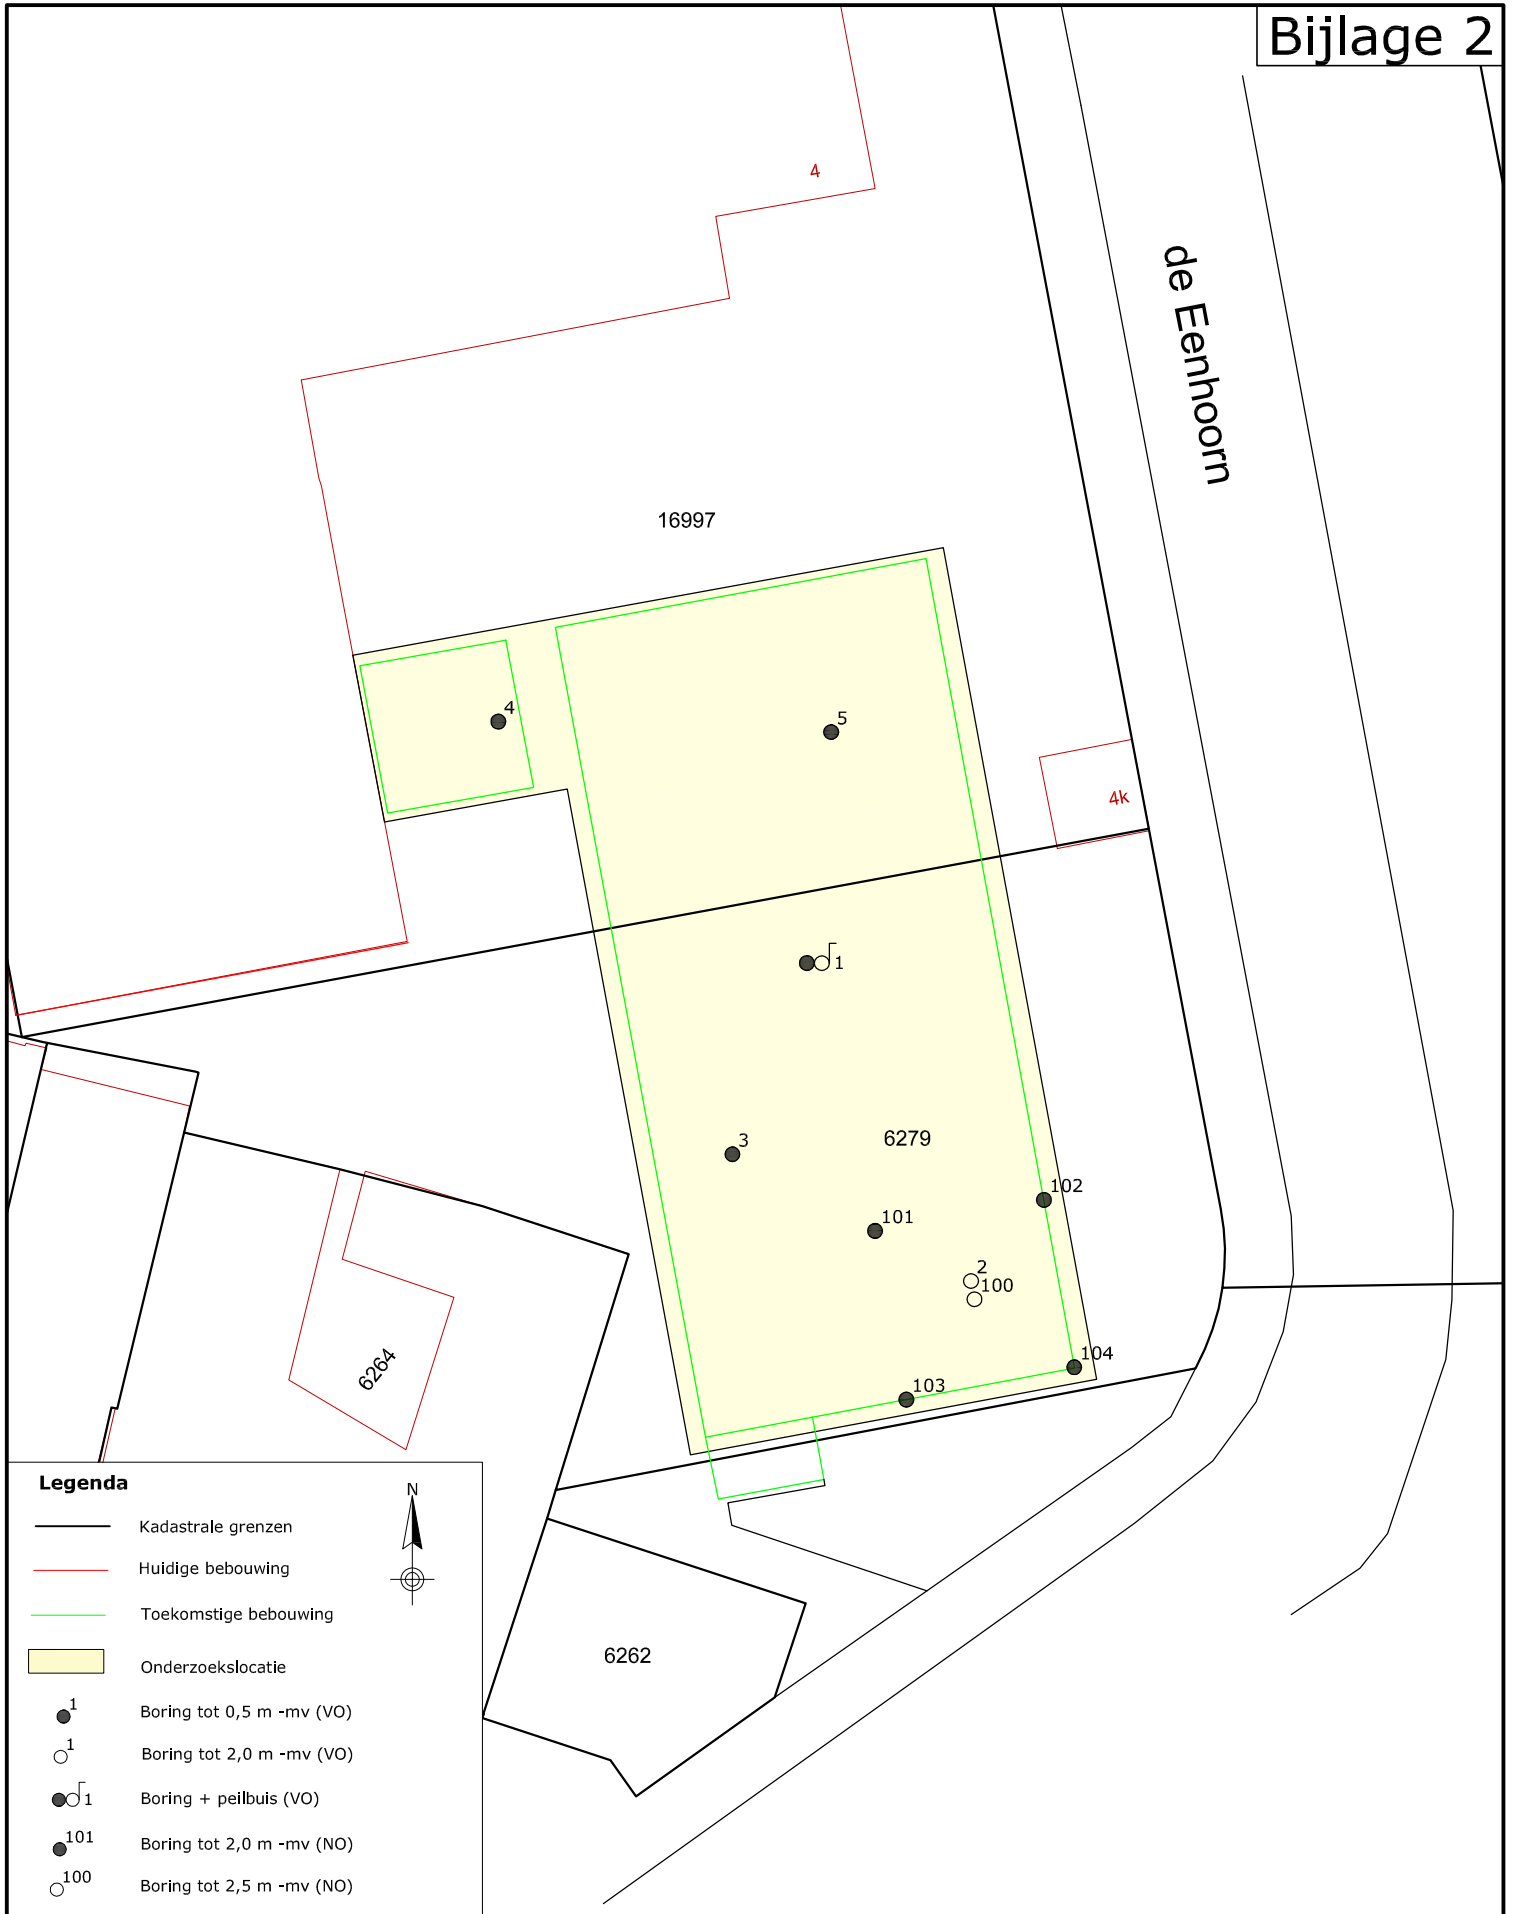 Bijlage 2
4
de Eenhoorn
16997
4
5
4k
1
3
6279
102
101
2
100
104
103
6264
6262
Legenda
N
Kadastrale grenzen
Huidige bebouwing
Toekomstige bebouwing
Onderzoekslocatie
1 Boring tot 0,5 m -mv (VO)
1 Boring tot 2,0 m -mv (VO)
1 Boring + peilbuis (VO)
101 Boring tot 2,0 m -mv (NO)
100 Boring tot 2,5 m -mv (NO)